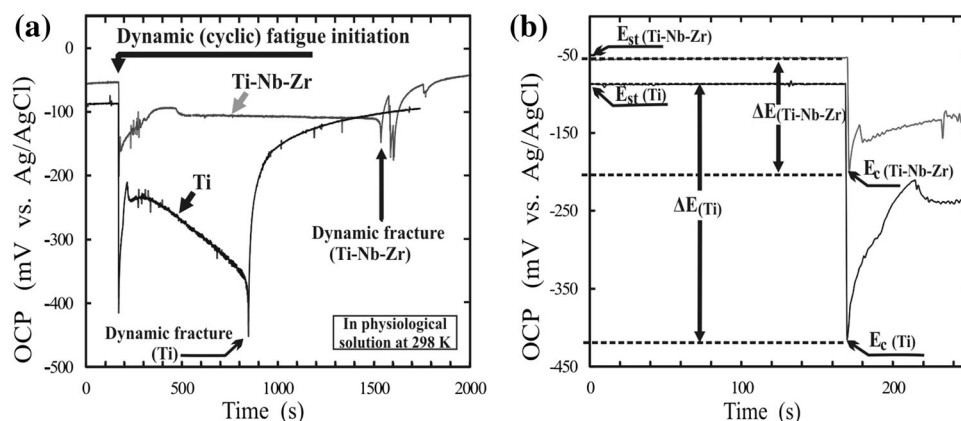 (a)
0
-100
-200
-300
-400
-500
OCP (mV vs. Ag/AgCl)
Dynamic (cyclic) fatigue initiation
Ti-Nb-Zr
Ti
Dynamic fracture
(Ti-Nb-Zr)
Dynamic fracture
(Ti)
In physiological
solution at 298 K
0 500 1000 1500 2000
Time (s)
(b)
-50
-150
-250
-350
-450
OCP (mV vs. Ag/AgCl)
Est (Ti-Nb-Zr)
Est (Ti)
ΔE(Ti-Nb-Zr)
ΔE(Ti)
Ec (Ti-Nb-Zr)
Ec (Ti)
0 100 200
Time (s)